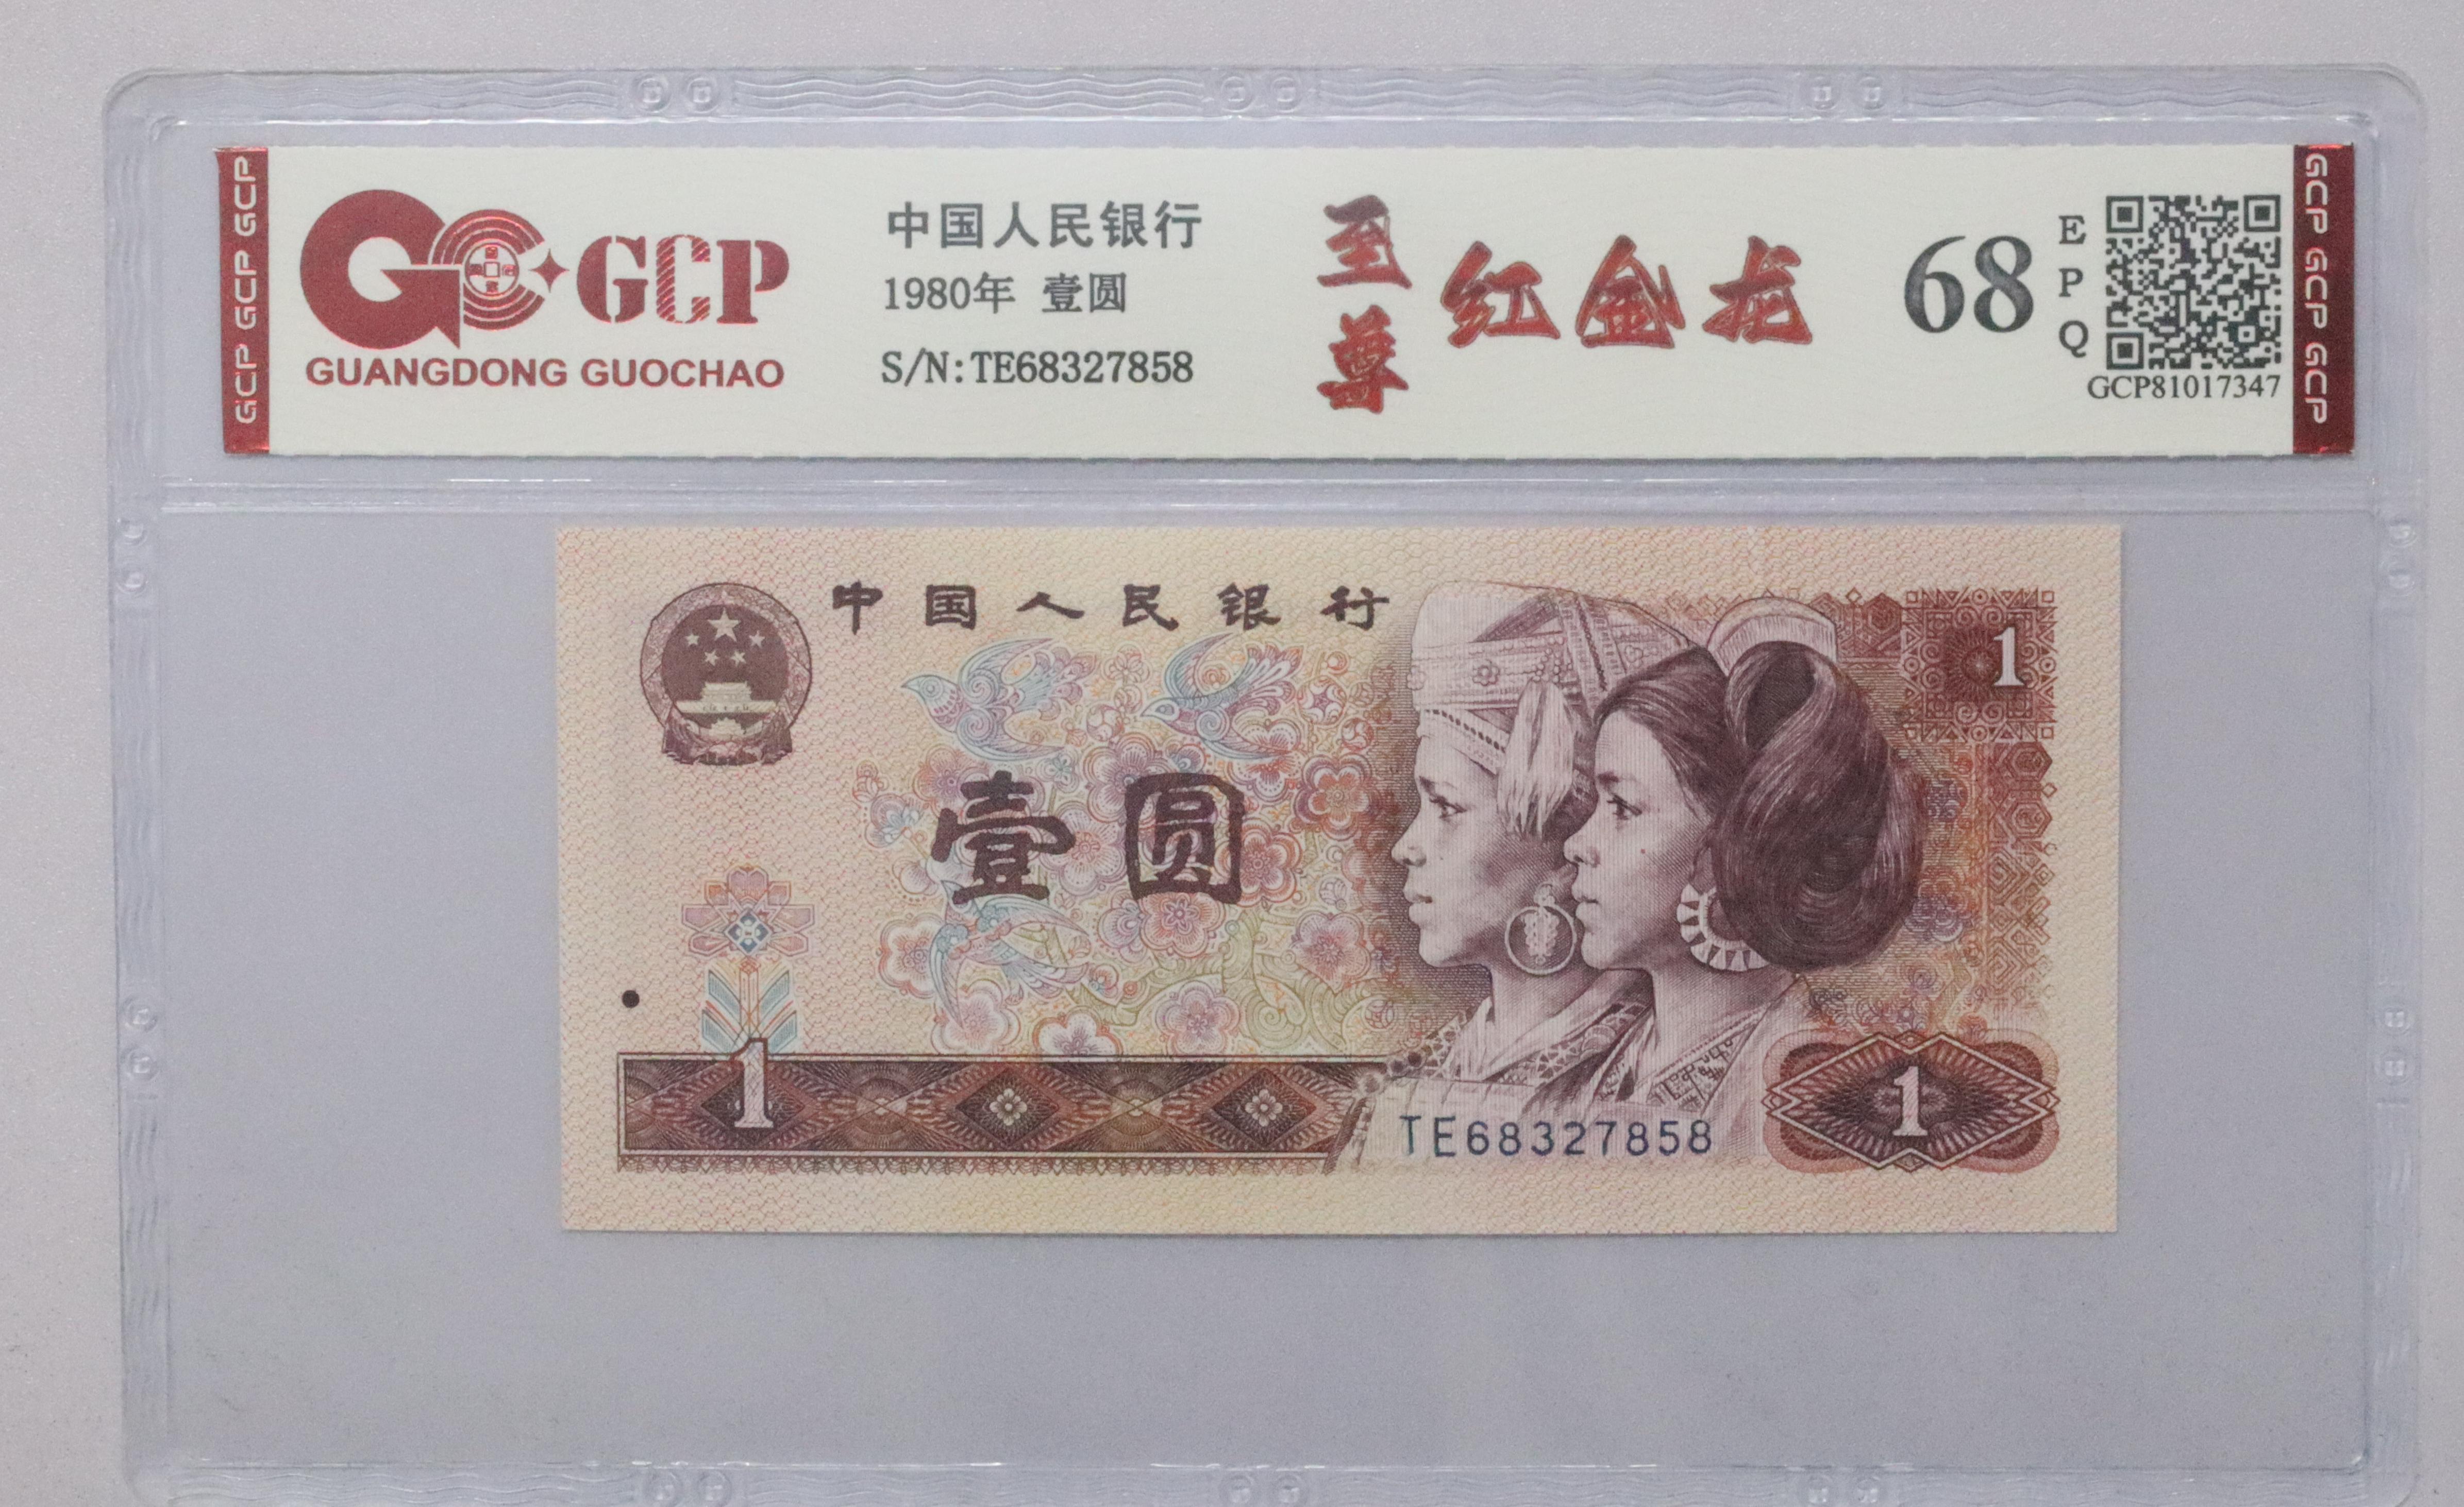 GCP GCP GCP
GCP
GUANGDONG GUOCHAO
中国人民银行
1980年 壹圆
S/N:TE68327858
至尊
红金龙
68
EPQ
GCP81017347
GCP GCP GCP
中国人民银行
1
壹圆
1
TE68327858
1